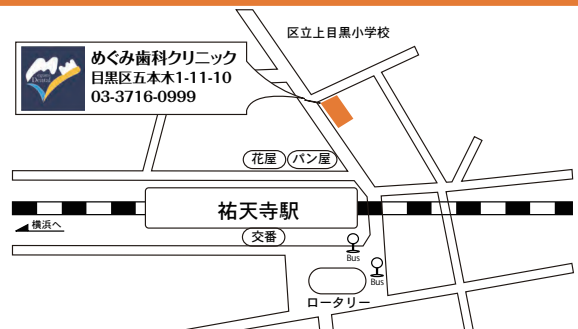 区立上目黒小学校
めぐみ歯科クリニック
目黒区五本木1-11-10
03-3716-0999
花屋
パン屋
祐天寺駅
横浜へ
交番
Bus
Bus
ロータリー